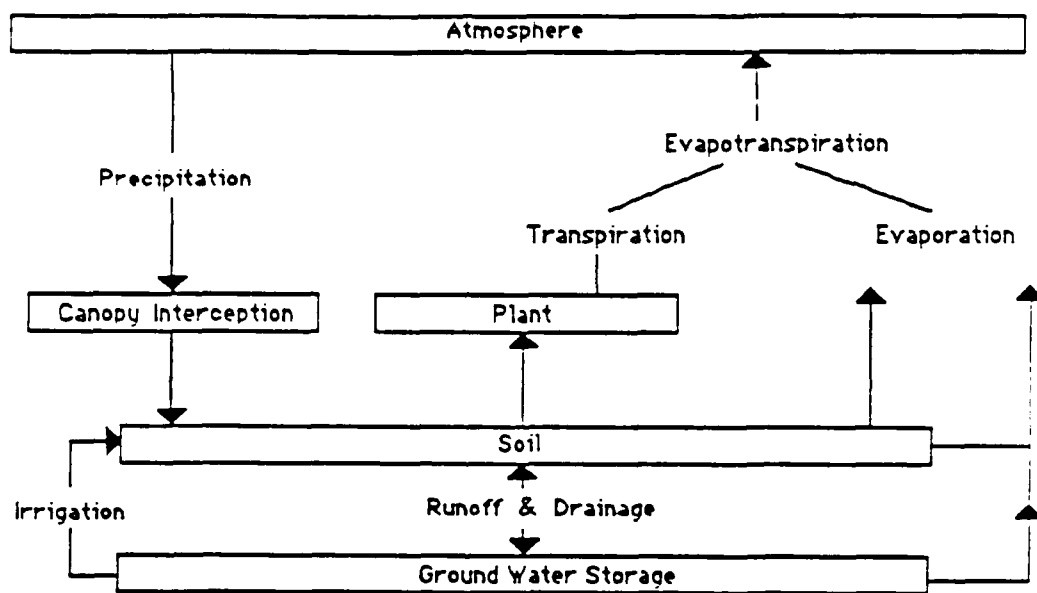 Atmosphere
Evapotranspiration
Precipitation
Transpiration
Evaporation
Canopy Interception
Plant
Soil
Irrigation
Runoff & Drainage
Ground Water Storage